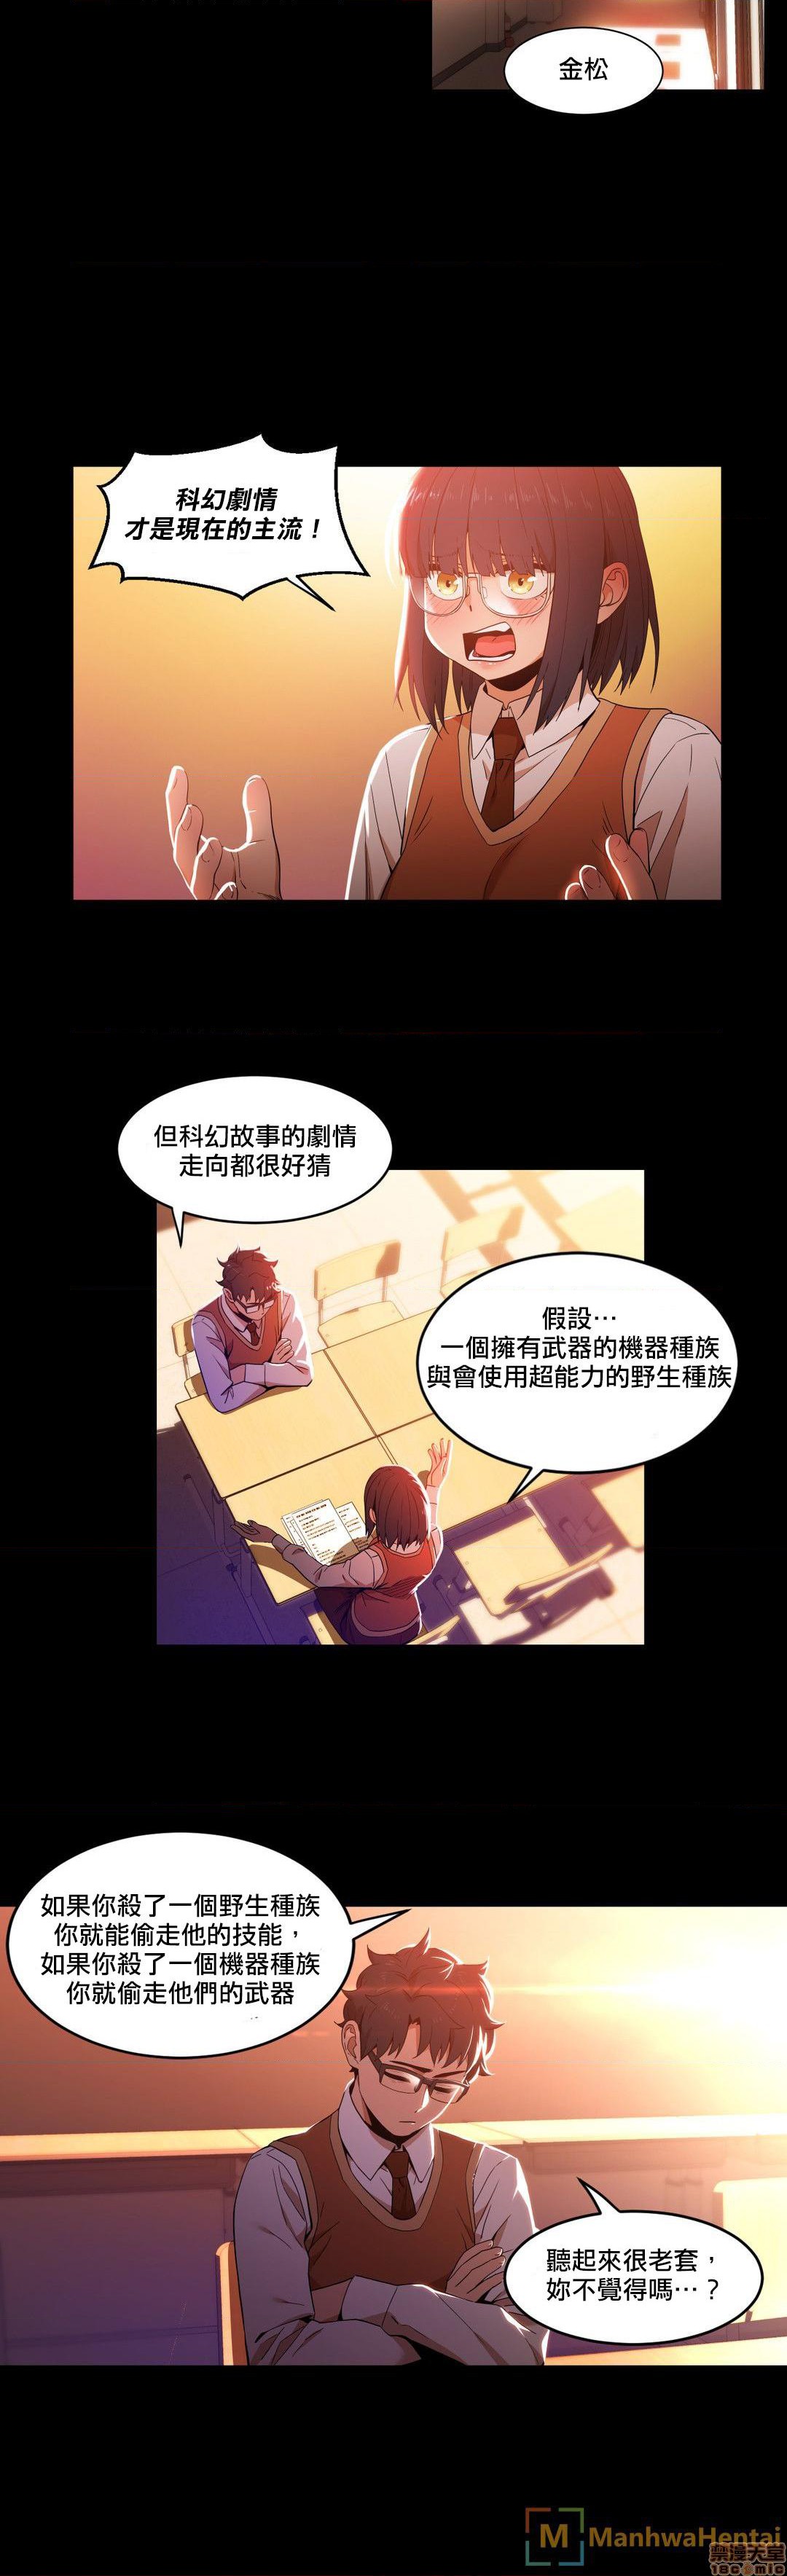 金松
科幻劇情
才是現在的主流！
但科幻故事的劇情
走向都很好猜
假設⋯
一個擁有武器的機器種族
與會使用超能力的野生種族
如果你殺了一個野生種族
你就能偷走他的技能，
如果你殺了一個機器種族
你就偷走他們的武器
聽起來很老套，
妳不覺得嗎⋯？
M ManhwaHentai
禁漫天堂
18comic